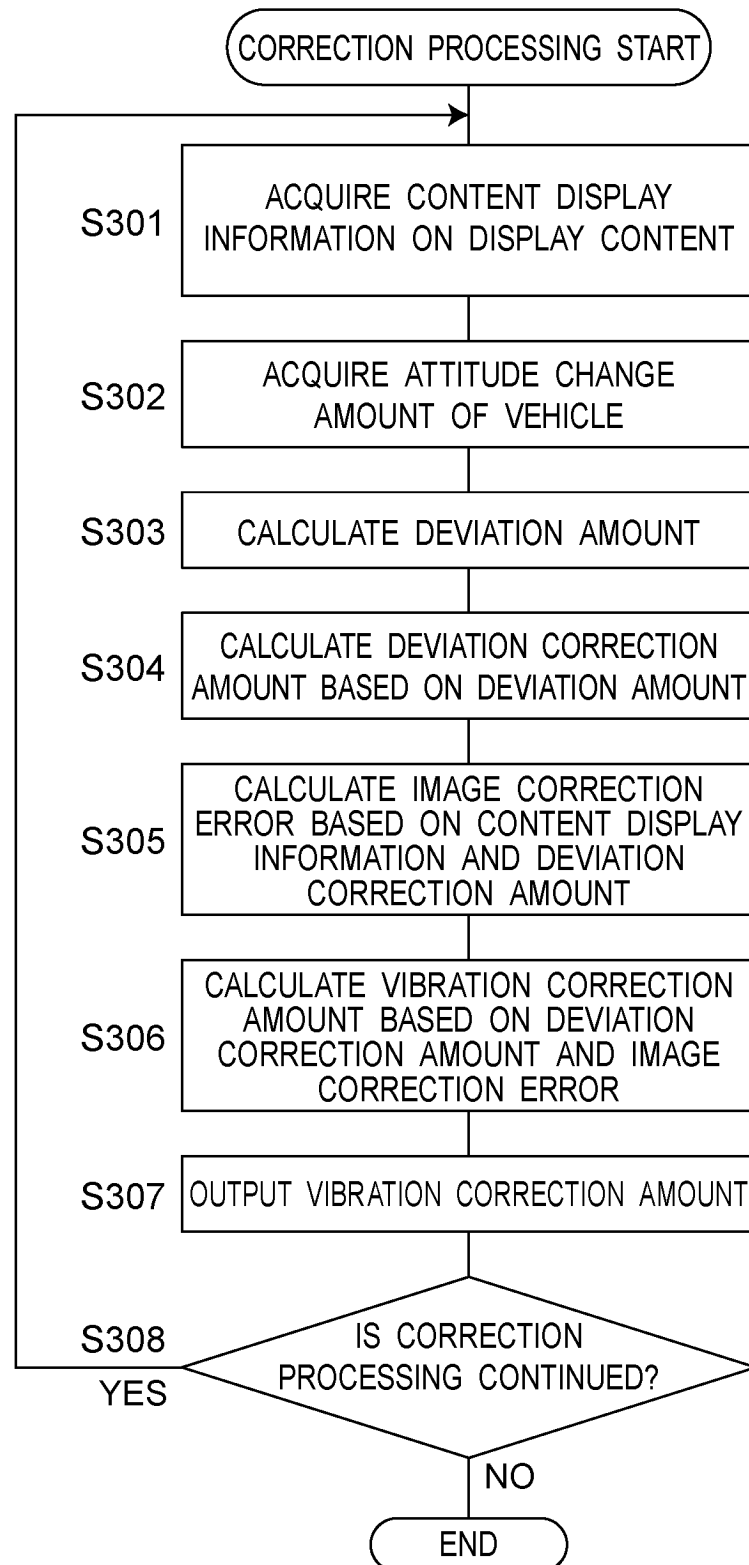 CORRECTION PROCESSING START
S301
ACQUIRE CONTENT DISPLAY
INFORMATION ON DISPLAY CONTENT
S302
ACQUIRE ATTITUDE CHANGE
AMOUNT OF VEHICLE
S303
CALCULATE DEVIATION AMOUNT
S304
CALCULATE DEVIATION CORRECTION
AMOUNT BASED ON DEVIATION AMOUNT
S305
CALCULATE IMAGE CORRECTION
ERROR BASED ON CONTENT DISPLAY
INFORMATION AND DEVIATION
CORRECTION AMOUNT
S306
CALCULATE VIBRATION CORRECTION
AMOUNT BASED ON DEVIATION
CORRECTION AMOUNT AND IMAGE
CORRECTION ERROR
S307
OUTPUT VIBRATION CORRECTION AMOUNT
S308
IS CORRECTION
PROCESSING CONTINUED?
YES
NO
END